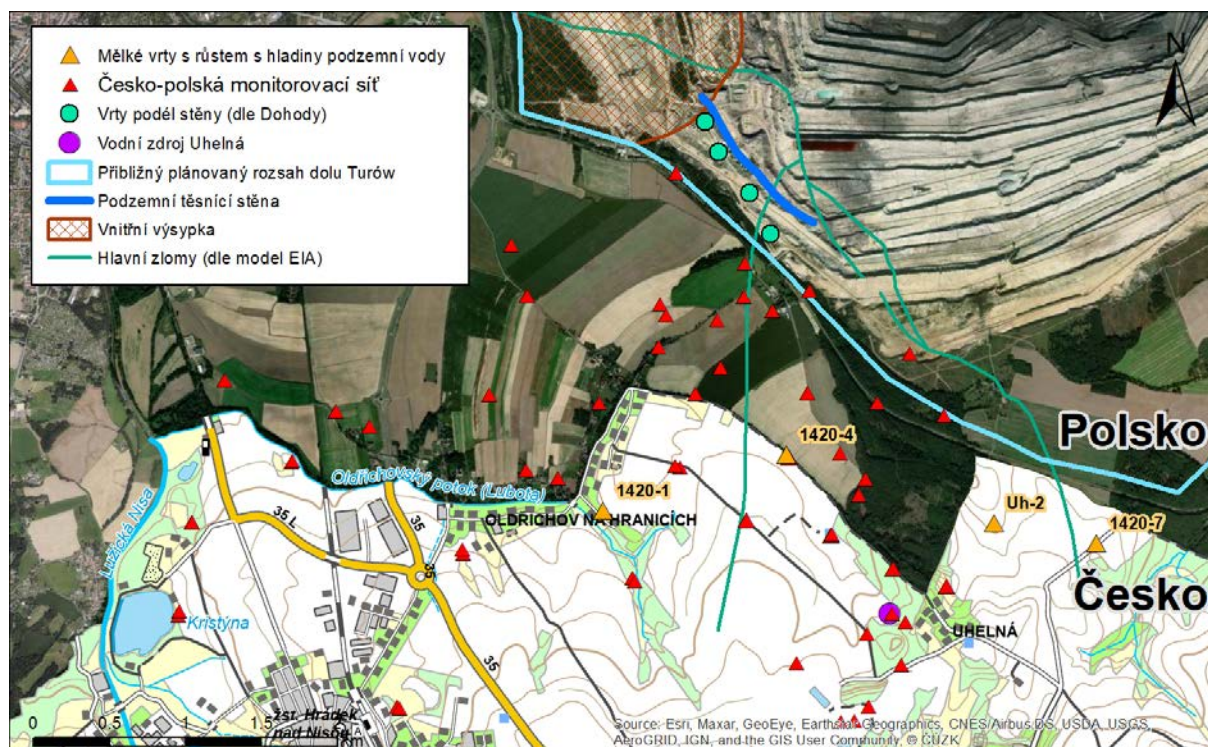 Mělké vrty s růstem s hladiny podzemní vody
Česko-polská monitorovací síť
Vrty podél stěny (dle Dohody)
Vodní zdroj Uhelná
Přibližný plánovaný rozsah dolu Turów
Podzemní těsnící stěna
Vnitřní výsypka
Hlavní zlomy (dle model EIA)
N
Polsko
1420-4
1420-1
Uh-2
1420-7
Oldřichovský potok (Lubota)
OLDŘICHOV NA HRANICÍCH
35 L
35
35
35
Lužická Nisa
Česko
Kristýna
UHELNÁ
0 0.5 1.5
žst. Hrádek
nad Nisou
km
Source: Esri, Maxar, GeoEye, Earthstar Geographics, CNES/Airbus DS, USDA, USGS,
AeroGRID, IGN, and the GIS User Community, © ČÚZK